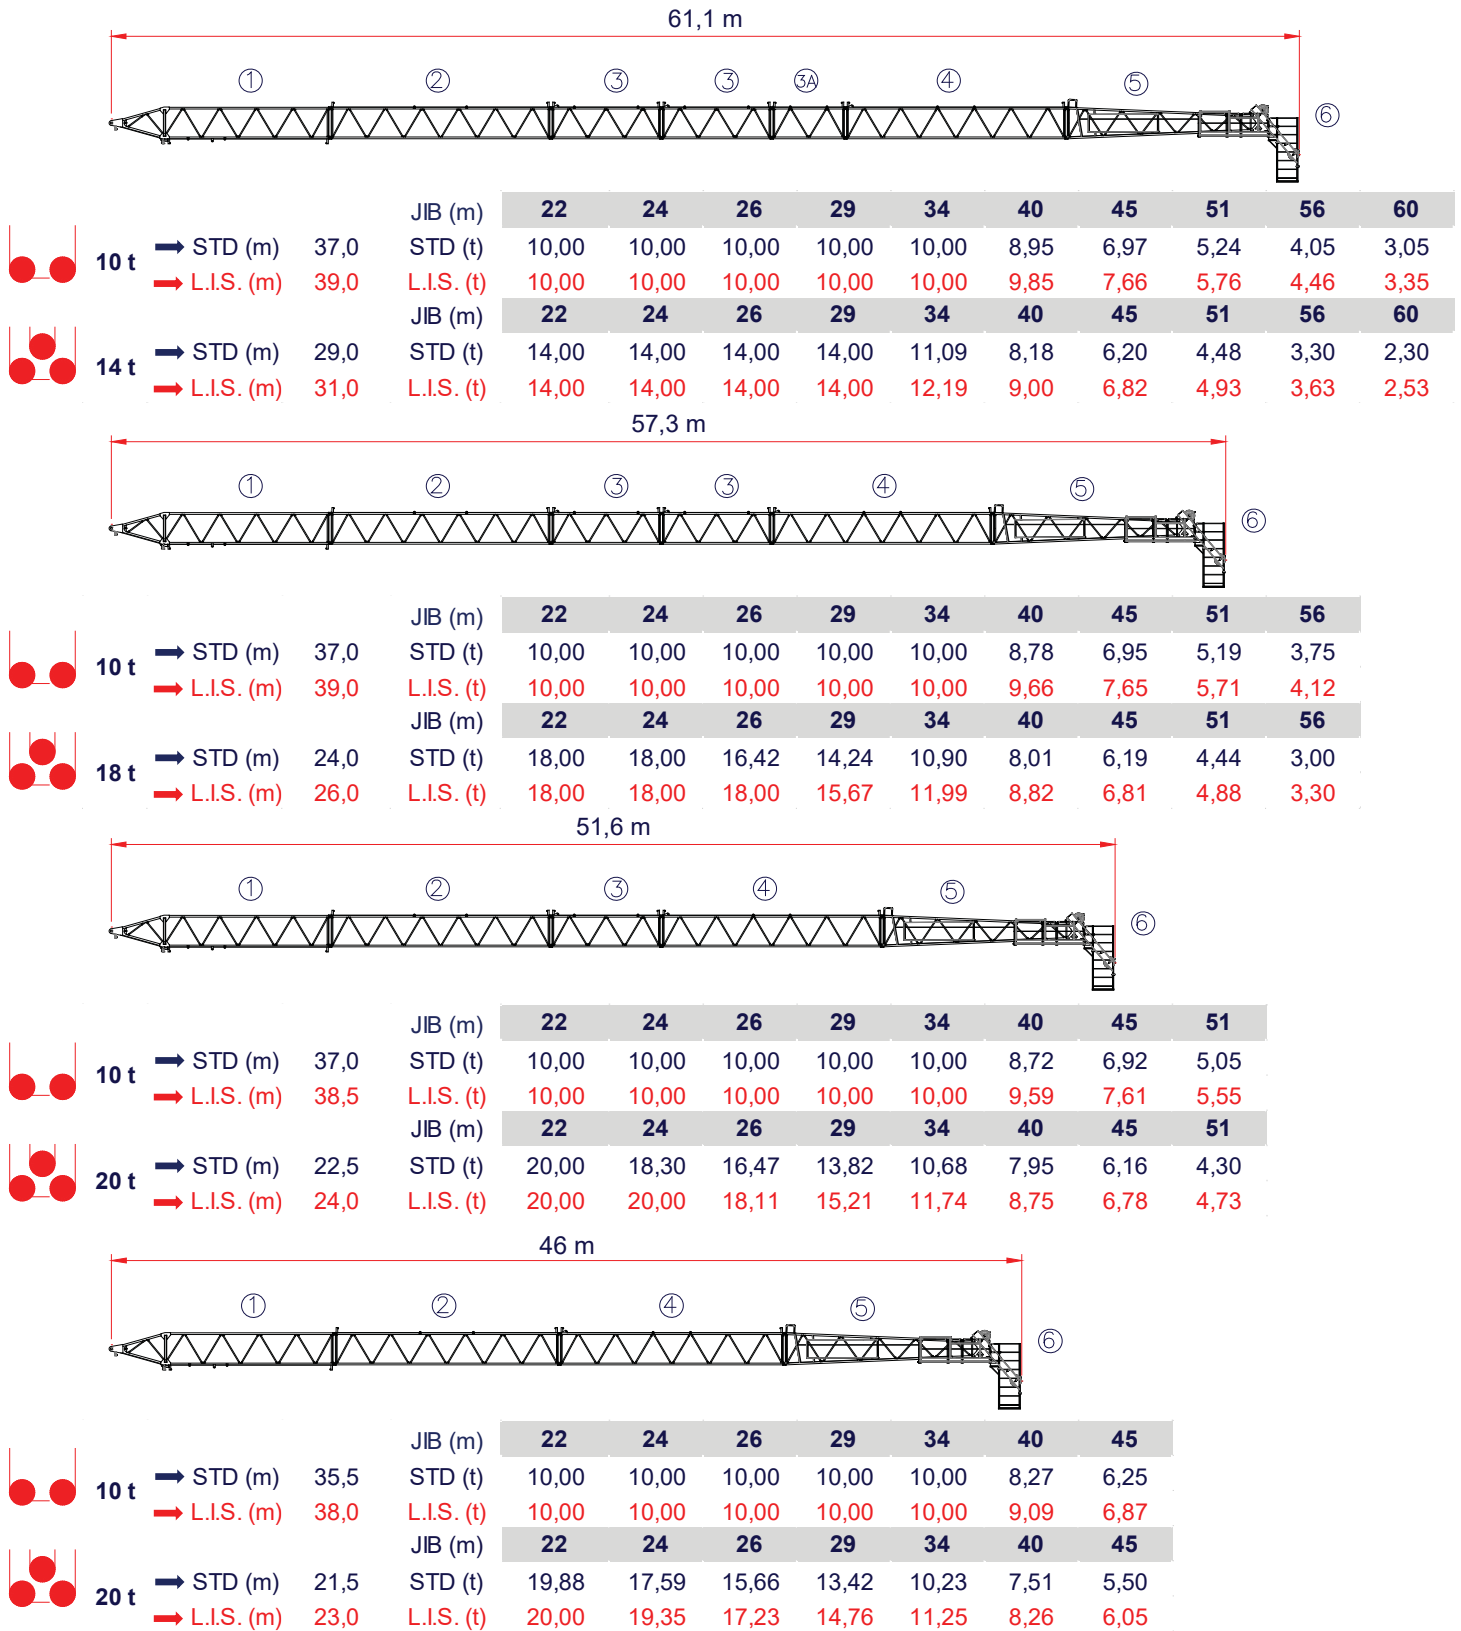 61,1 m
① ② ③ ③ 3A ④ ⑤ ⑥
JIB (m) 22 24 26 29 34 40 45 51 56 60
10 t STD (m) 37,0 STD (t) 10,00 10,00 10,00 10,00 10,00 8,95 6,97 5,24 4,05 3,05
L.I.S. (m) 39,0 L.I.S. (t) 10,00 10,00 10,00 10,00 10,00 9,85 7,66 5,76 4,46 3,35
JIB (m) 22 24 26 29 34 40 45 51 56 60
14 t STD (m) 29,0 STD (t) 14,00 14,00 14,00 14,00 11,09 8,18 6,20 4,48 3,30 2,30
L.I.S. (m) 31,0 L.I.S. (t) 14,00 14,00 14,00 14,00 12,19 9,00 6,82 4,93 3,63 2,53
57,3 m
① ② ③ ③ ④ ⑤ ⑥
JIB (m) 22 24 26 29 34 40 45 51 56
10 t STD (m) 37,0 STD (t) 10,00 10,00 10,00 10,00 10,00 8,78 6,95 5,19 3,75
L.I.S. (m) 39,0 L.I.S. (t) 10,00 10,00 10,00 10,00 10,00 9,66 7,65 5,71 4,12
JIB (m) 22 24 26 29 34 40 45 51 56
18 t STD (m) 24,0 STD (t) 18,00 18,00 16,42 14,24 10,90 8,01 6,19 4,44 3,00
L.I.S. (m) 26,0 L.I.S. (t) 18,00 18,00 18,00 15,67 11,99 8,82 6,81 4,88 3,30
51,6 m
① ② ③ ④ ⑤ ⑥
JIB (m) 22 24 26 29 34 40 45 51
10 t STD (m) 37,0 STD (t) 10,00 10,00 10,00 10,00 10,00 8,72 6,92 5,05
L.I.S. (m) 38,5 L.I.S. (t) 10,00 10,00 10,00 10,00 10,00 9,59 7,61 5,55
JIB (m) 22 24 26 29 34 40 45 51
20 t STD (m) 22,5 STD (t) 20,00 18,30 16,47 13,82 10,68 7,95 6,16 4,30
L.I.S. (m) 24,0 L.I.S. (t) 20,00 20,00 18,11 15,21 11,74 8,75 6,78 4,73
46 m
① ② ④ ⑤ ⑥
JIB (m) 22 24 26 29 34 40 45
10 t STD (m) 35,5 STD (t) 10,00 10,00 10,00 10,00 10,00 8,27 6,25
L.I.S. (m) 38,0 L.I.S. (t) 10,00 10,00 10,00 10,00 10,00 9,09 6,87
JIB (m) 22 24 26 29 34 40 45
20 t STD (m) 21,5 STD (t) 19,88 17,59 15,66 13,42 10,23 7,51 5,50
L.I.S. (m) 23,0 L.I.S. (t) 20,00 19,35 17,23 14,76 11,25 8,26 6,05